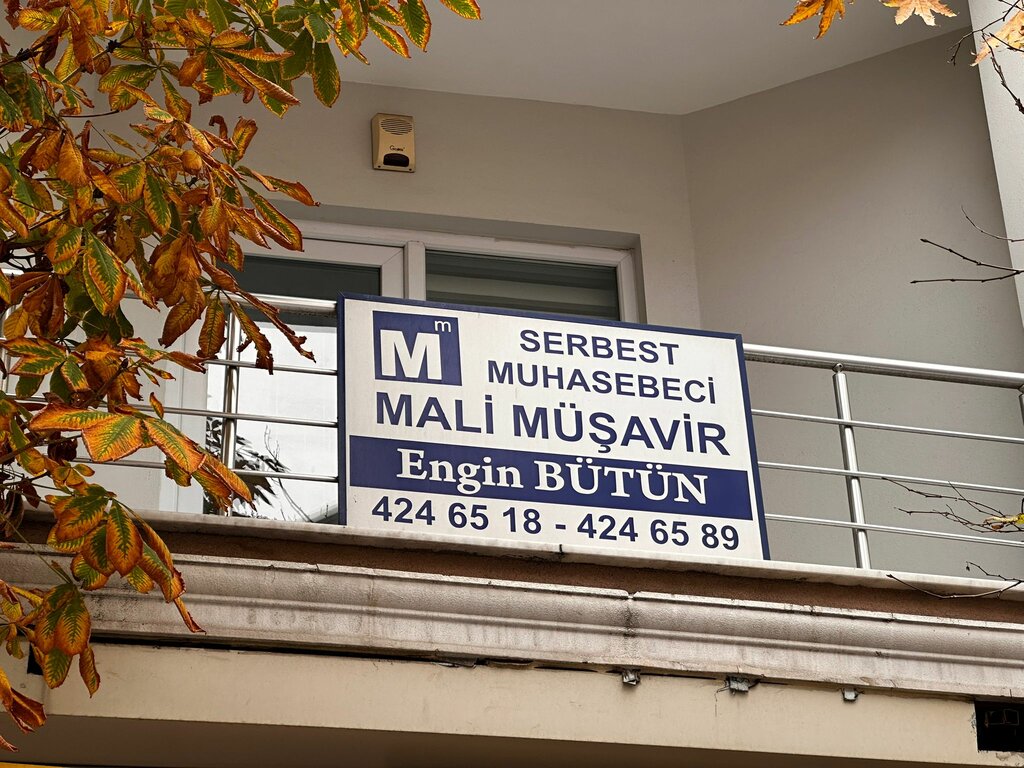 Mm
SERBEST
MUHASEBECİ
MALİ MÜŞAVİR
Engin BÜTÜN
424 65 18 - 424 65 89